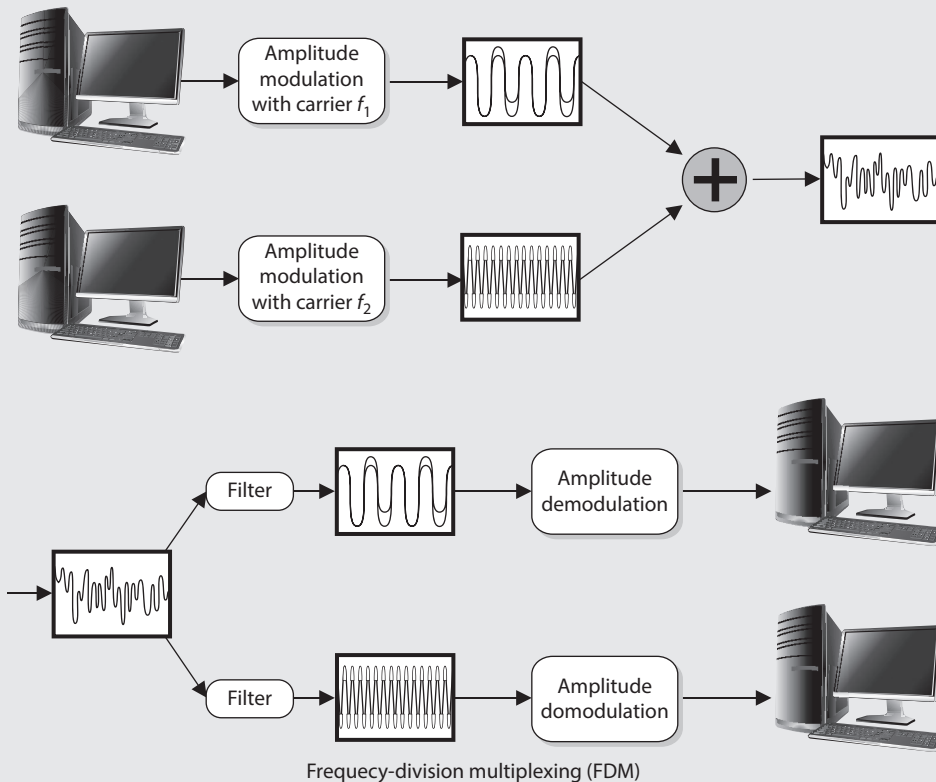 Amplitude
modulation
with carrier f1
Amplitude
modulation
with carrier f2
Filter
Amplitude
demodulation
Filter
Amplitude
domodulation
Frequecy-division multiplexing (FDM)